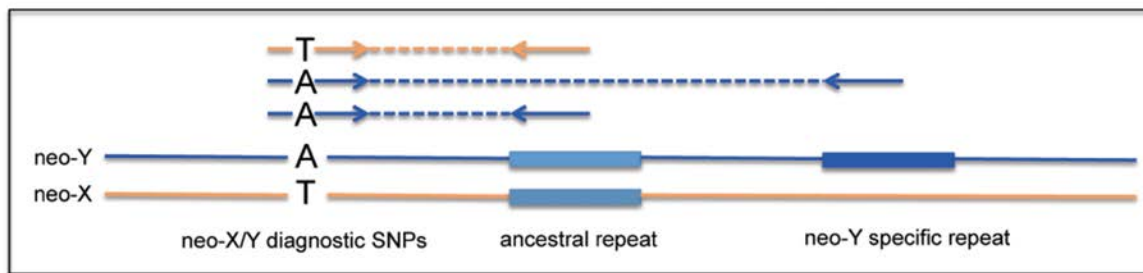 T
A
A
neo-Y A
neo-X T
neo-X/Y diagnostic SNPs ancestral repeat neo-Y specific repeat